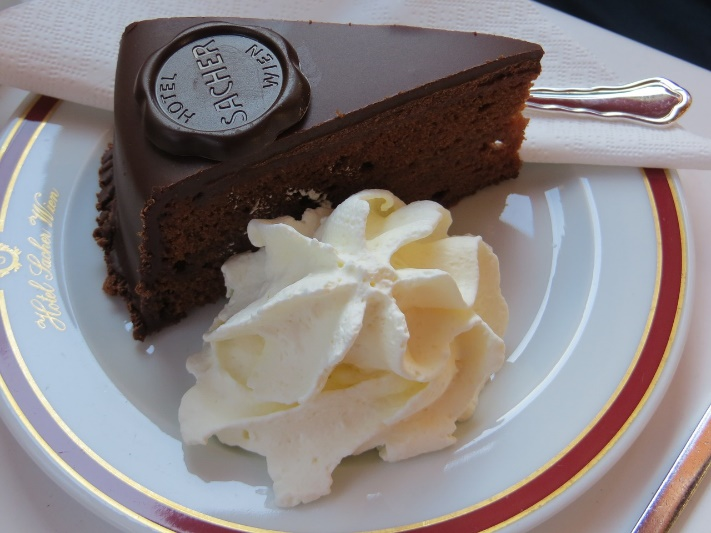 HOTEL
SACHER
WIEN
Hotel Sacher Wien